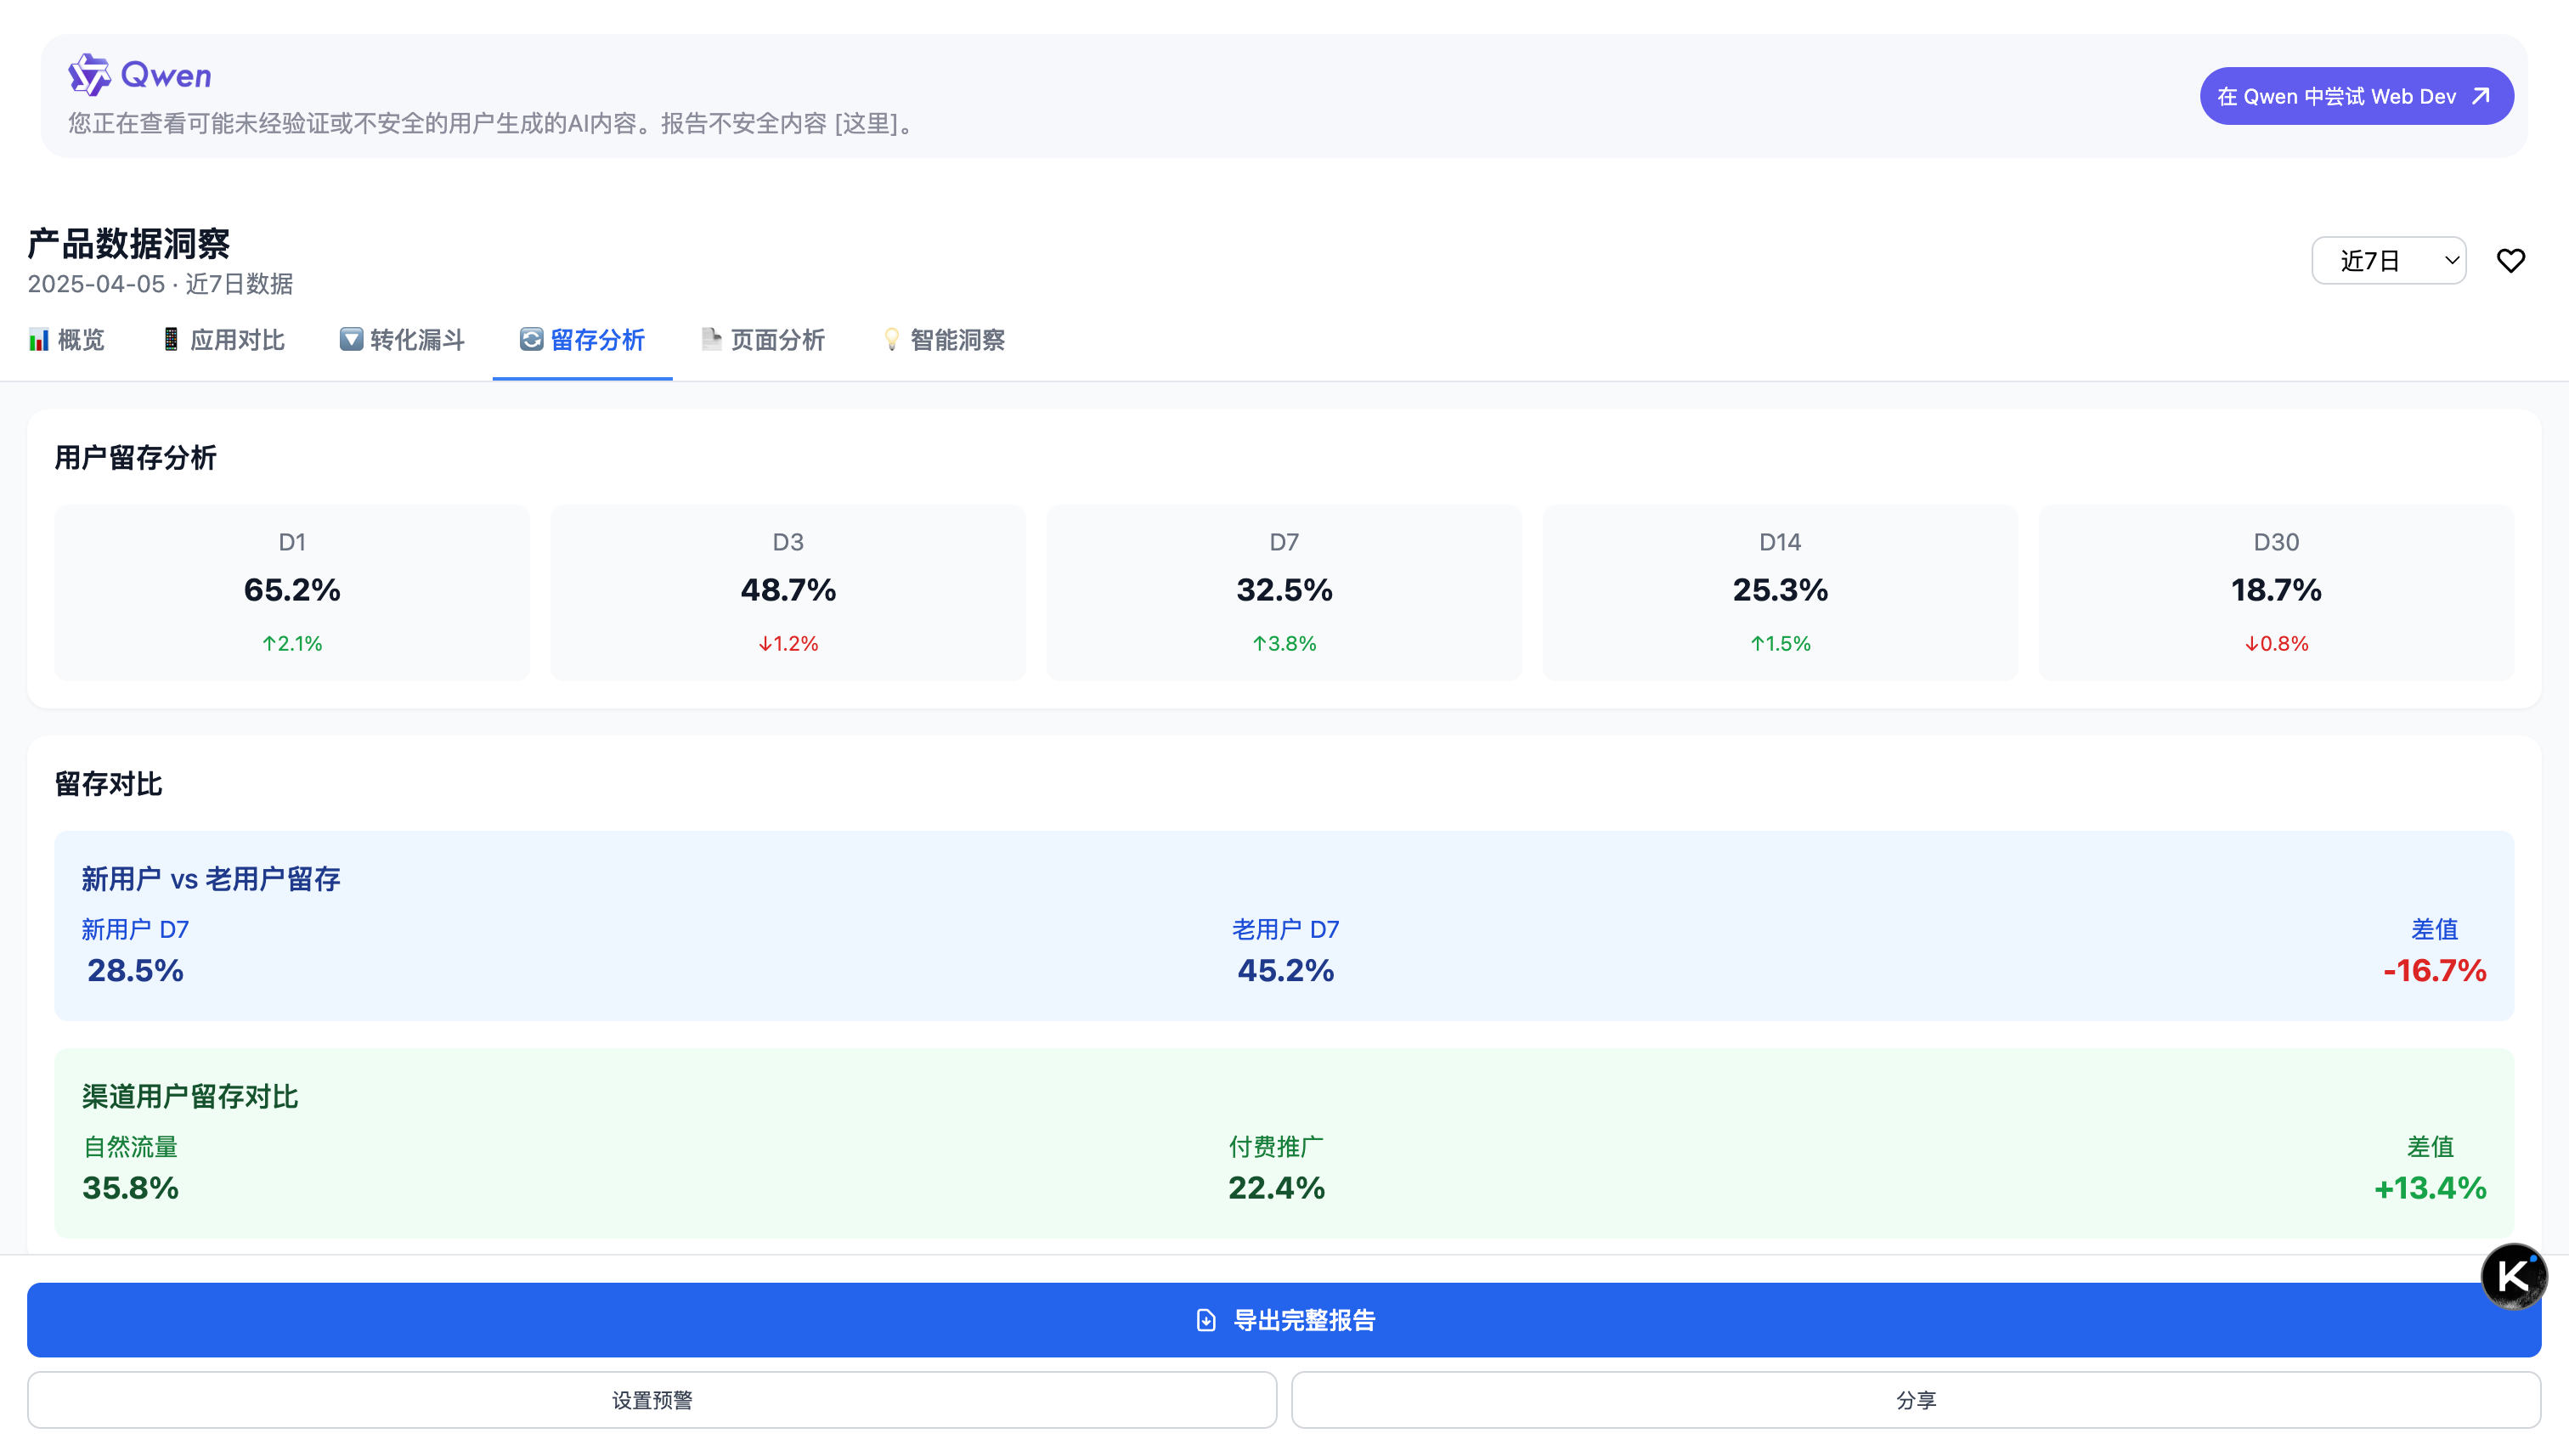 Qwen
您正在查看可能未经验证或不安全的用户生成的AI内容。报告不安全内容 [这里]。
在 Qwen 中尝试 Web Dev
产品数据洞察
2025-04-05 · 近7日数据
近7日
概览 应用对比 转化漏斗 留存分析 页面分析 智能洞察
用户留存分析
D1 D3 D7 D14 D30
65.2% 48.7% 32.5% 25.3% 18.7%
↑2.1% ↓1.2% ↑3.8% ↑1.5% ↓0.8%
留存对比
新用户 vs 老用户留存
新用户 D7 老用户 D7 差值
28.5% 45.2% -16.7%
渠道用户留存对比
自然流量 付费推广 差值
35.8% 22.4% +13.4%
K
导出完整报告
设置预警 分享